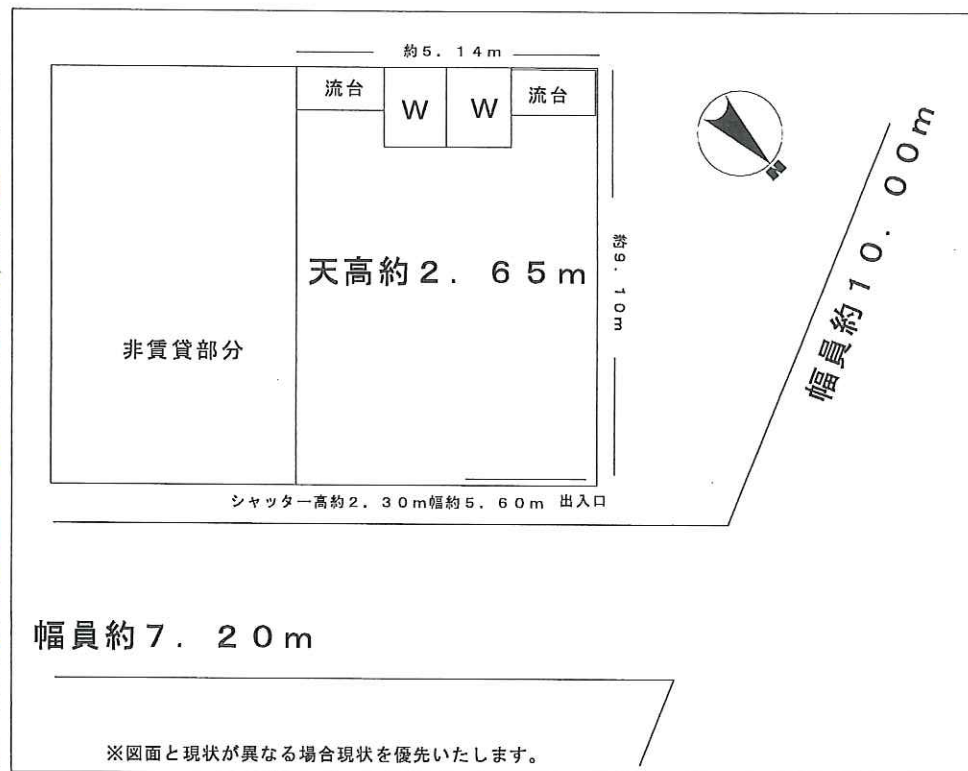 約5．14m
流台
W
W
流台
N
幅員約10．00m
約9．10m
天高約2．65m
非賃貸部分
シャッター高約2．30m幅約5．60m 出入口
幅員約7．20m
※図面と現状が異なる場合現状を優先いたします。